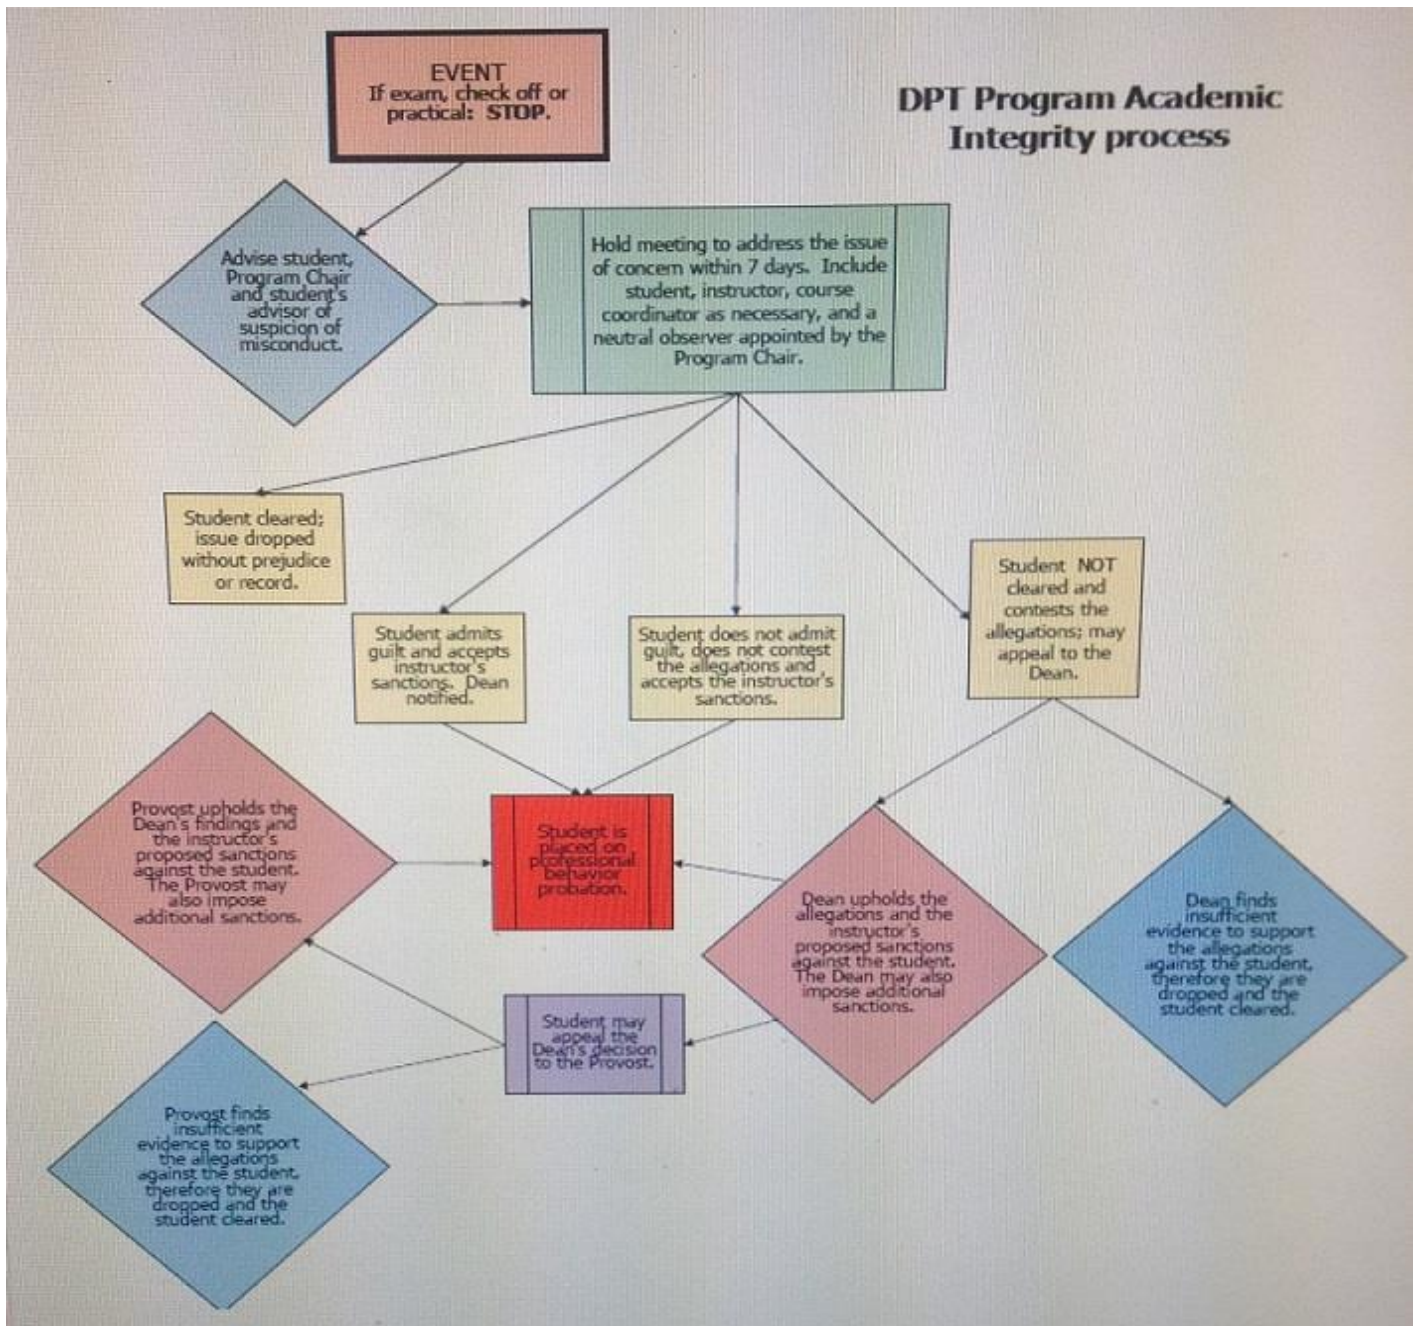 DPT Program Academic
Integrity process
EVENT
If exam, check off or
practical: STOP.
Advise student,
Program Chair
and student's
advisor of
suspicion of
misconduct.
Hold meeting to address the issue
of concern within 7 days. Include
student, instructor, course
coordinator as necessary, and a
neutral observer appointed by the
Program Chair.
Student cleared;
issue dropped
without prejudice
or record.
Student admits
guilt and accepts
instructor's
sanctions. Dean
notified.
Student does not admit
guilt, does not contest
the allegations and
accepts the instructor's
sanctions.
Student NOT
cleared and
contests the
allegations; may
appeal to the
Dean.
Provost upholds the
Dean's findings and
the instructor's
proposed sanctions
against the student.
The Provost may
also impose
additional sanctions.
Student is
placed on
professional
behavior
probation.
Dean upholds the
allegations and the
instructor's
proposed sanctions
against the student.
The Dean may also
impose additional
sanctions.
Dean finds
insufficient
evidence to support
the allegations
against the student,
therefore they are
dropped and the
student cleared.
Student may
appeal the
Dean's decision
to the Provost.
Provost finds
insufficient
evidence to support
the allegations
against the student,
therefore they are
dropped and the
student cleared.